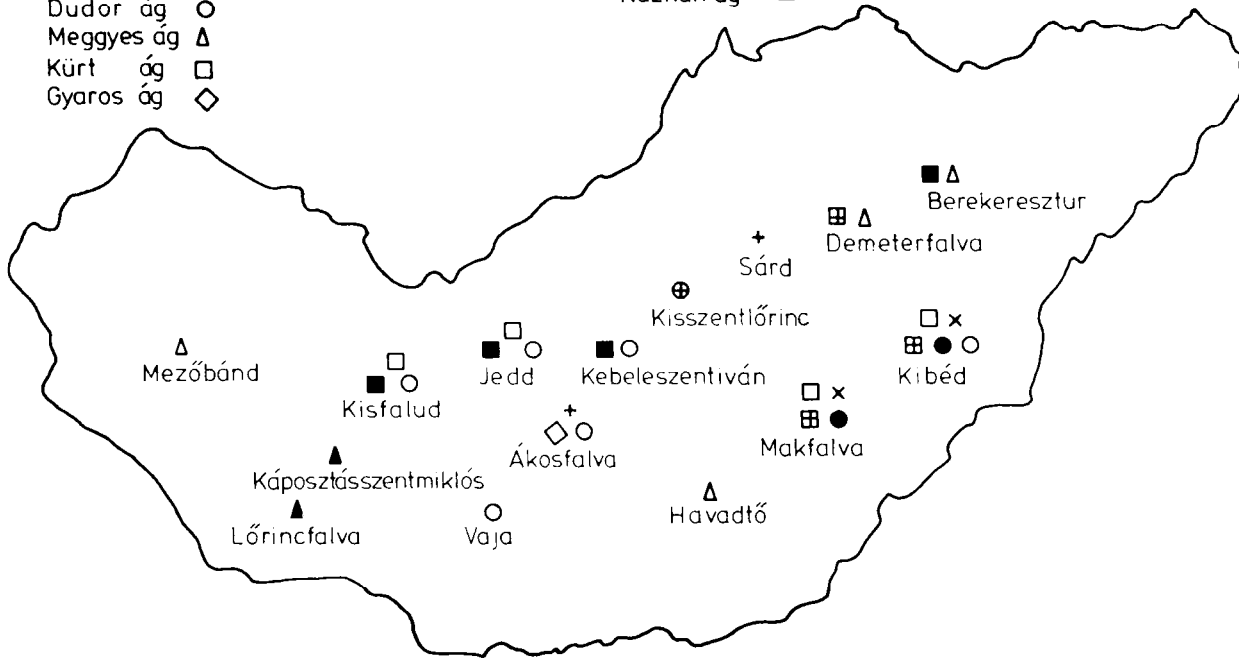 Dudor ág
Meggyes ág
Kürt ág
Gyaros ág
Berekeresztur
Demeterfalva
Sárd
Kisszentlőrinc
Mezőbánd
Kisfalud
Jedd
Kebeleszentiván
Kibéd
Makfalva
Ákosfalva
Káposztásszentmiklós
Havadtő
Lőrincfalva
Vaja